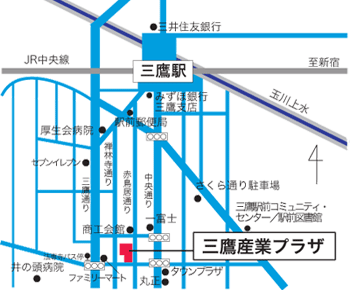 三井住友銀行
JR中央線
至新宿
三鷹駅
みずほ銀行
三鷹支店
玉川上水
駅前郵便局
厚生会病院
禅林寺通り
セブンイレブン
三鷹通り
赤鳥居通り
中央通り
さくら通り駐車場
三鷹駅前コミュニティ・
センター/駅前図書館
一富士
商工会館
三鷹産業プラザ
井の頭病院
ファミリーマート
タウンプラザ
丸正